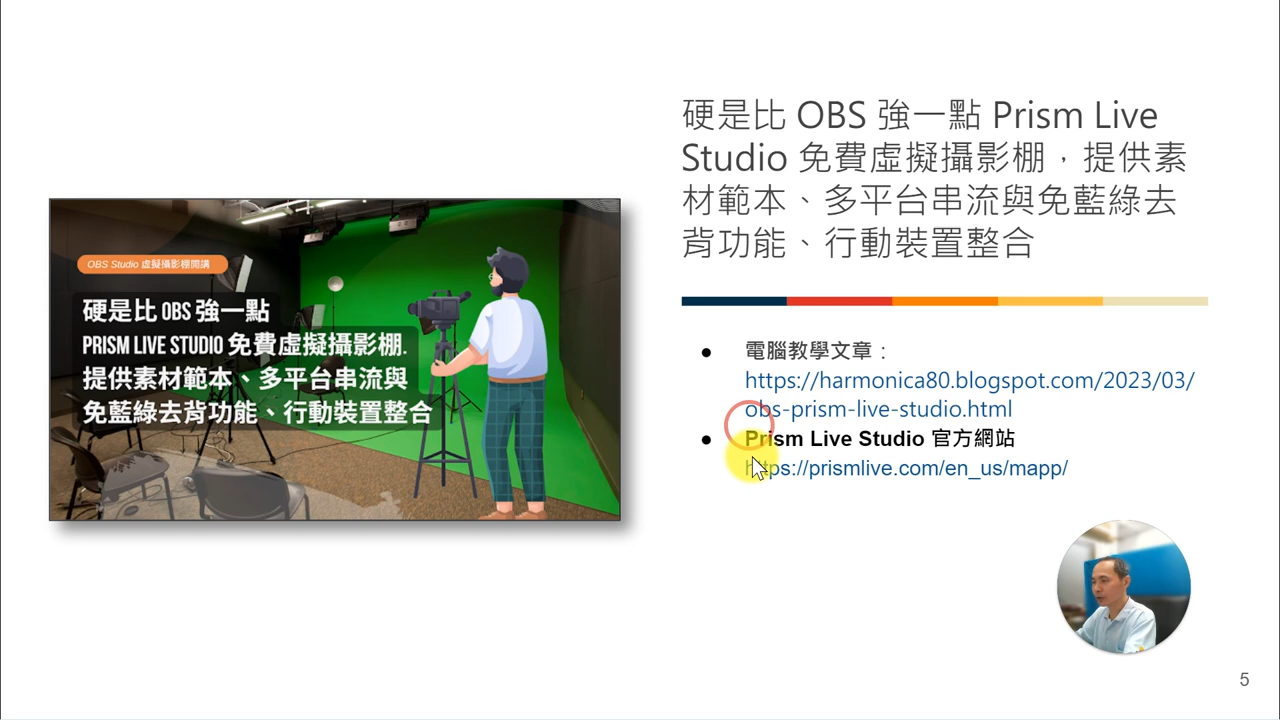 硬是比 OBS 強一點 Prism Live
Studio 免費虛擬攝影棚，提供素
材範本、多平台串流與免藍綠去
背功能、行動裝置整合
OBS Studio 虛擬攝影棚開講
硬是比 OBS 強一點
PRISM LIVE STUDIO 免費虛擬攝影棚.
提供素材範本、多平台串流與
免藍綠去背功能、行動裝置整合
● 電腦教學文章：
https://harmonica80.blogspot.com/2023/03/
obs-prism-live-studio.html
● Prism Live Studio 官方網站
https://prismlive.com/en_us/mapp/
5